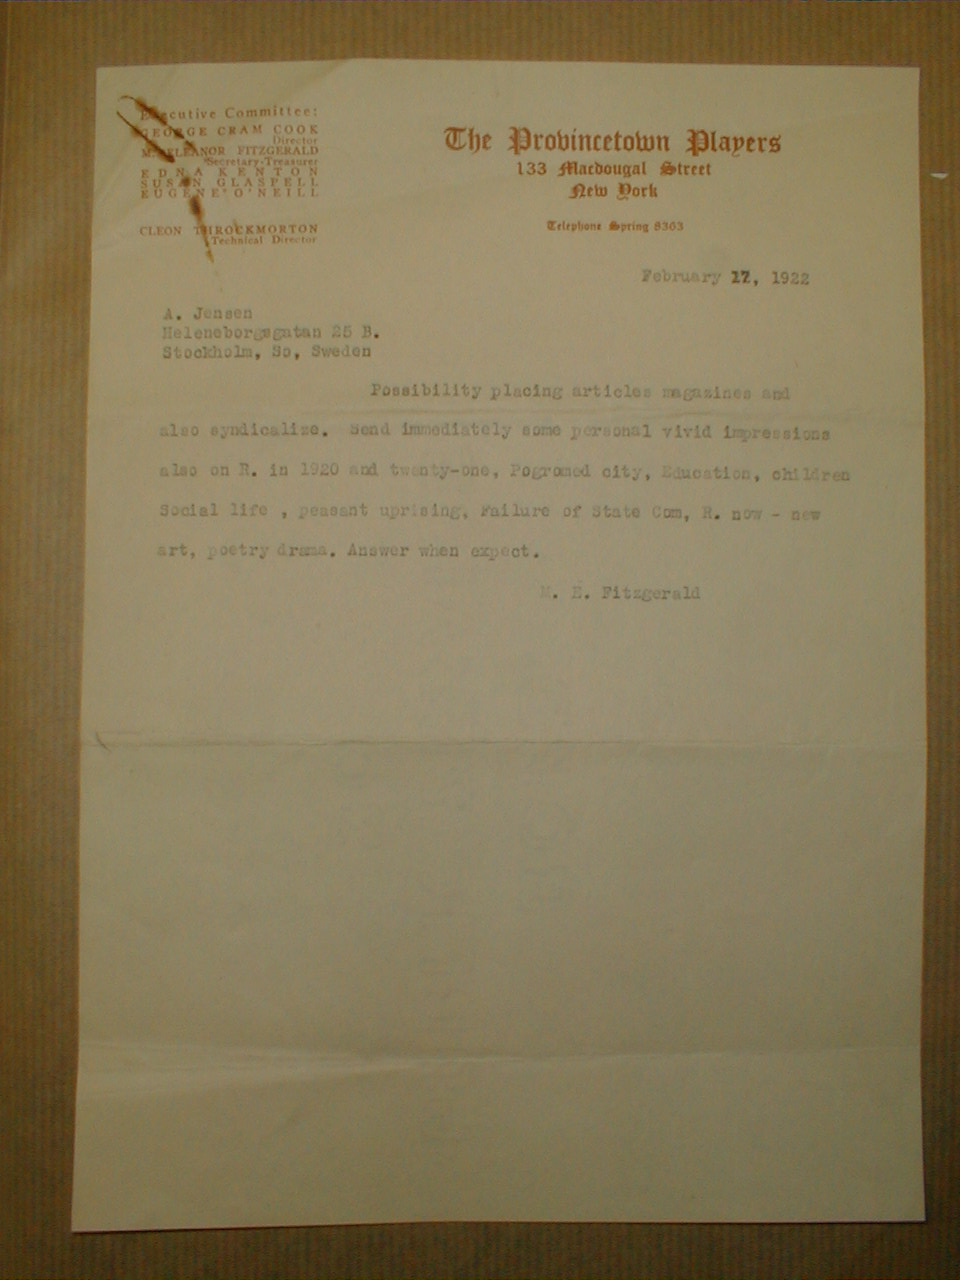 Executive Committee:
GEORGE CRAM COOK
Director
M. ELEANOR FITZGERALD
Secretary-Treasurer
EDNA KENTON
SUSAN GLASPELL
EUGENE O'NEILL
CLEON THROCKMORTON
Technical Director
The Provincetown Players
133 Macdougal Street
New York
Telephone Spring 8363
February 17, 1922
A. Jensen
Heleneborgsgatan 25 B.
Stockholm, So, Sweden
Possibility placing articles magazines and
also syndicalize. Send immediately some personal vivid impressions
also on R. in 1920 and twenty-one, Pogromed city, Education, children
Social life , peasant uprising, Failure of State Com, R. now - new
art, poetry drama. Answer when expect.
M. E. Fitzgerald